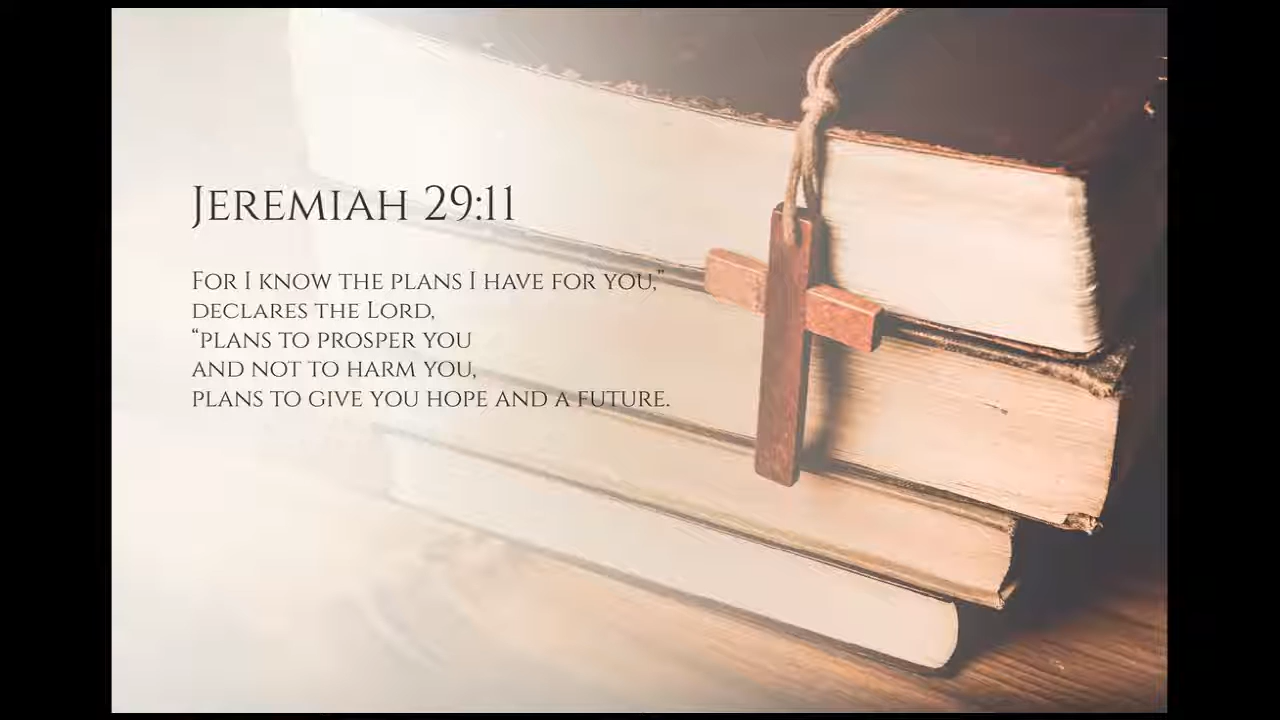 Jeremiah 29:11
For I know the plans I have for you,”
declares the Lord,
“plans to prosper you
and not to harm you,
plans to give you hope and a future.